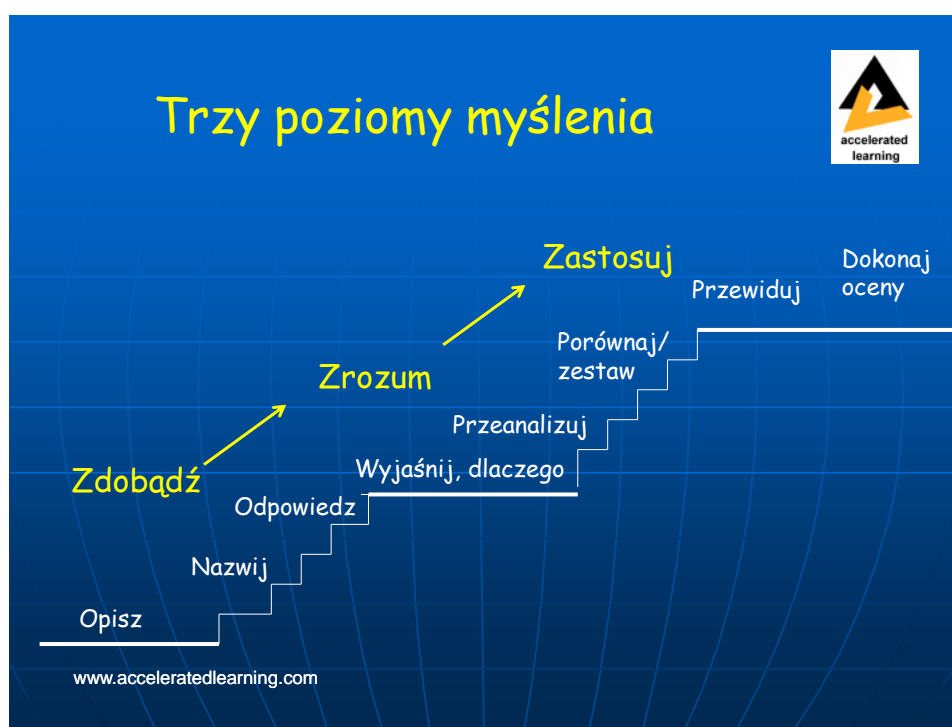 Trzy poziomy myślenia
accelerated
learning
Zastosuj
Dokonaj
oceny
Przewiduj
Porównaj/
zestaw
Zrozum
Przeanalizuj
Wyjaśnij, dlaczego
Zdobądź
Odpowiedz
Nazwij
Opisz
www.acceleratedlearning.com